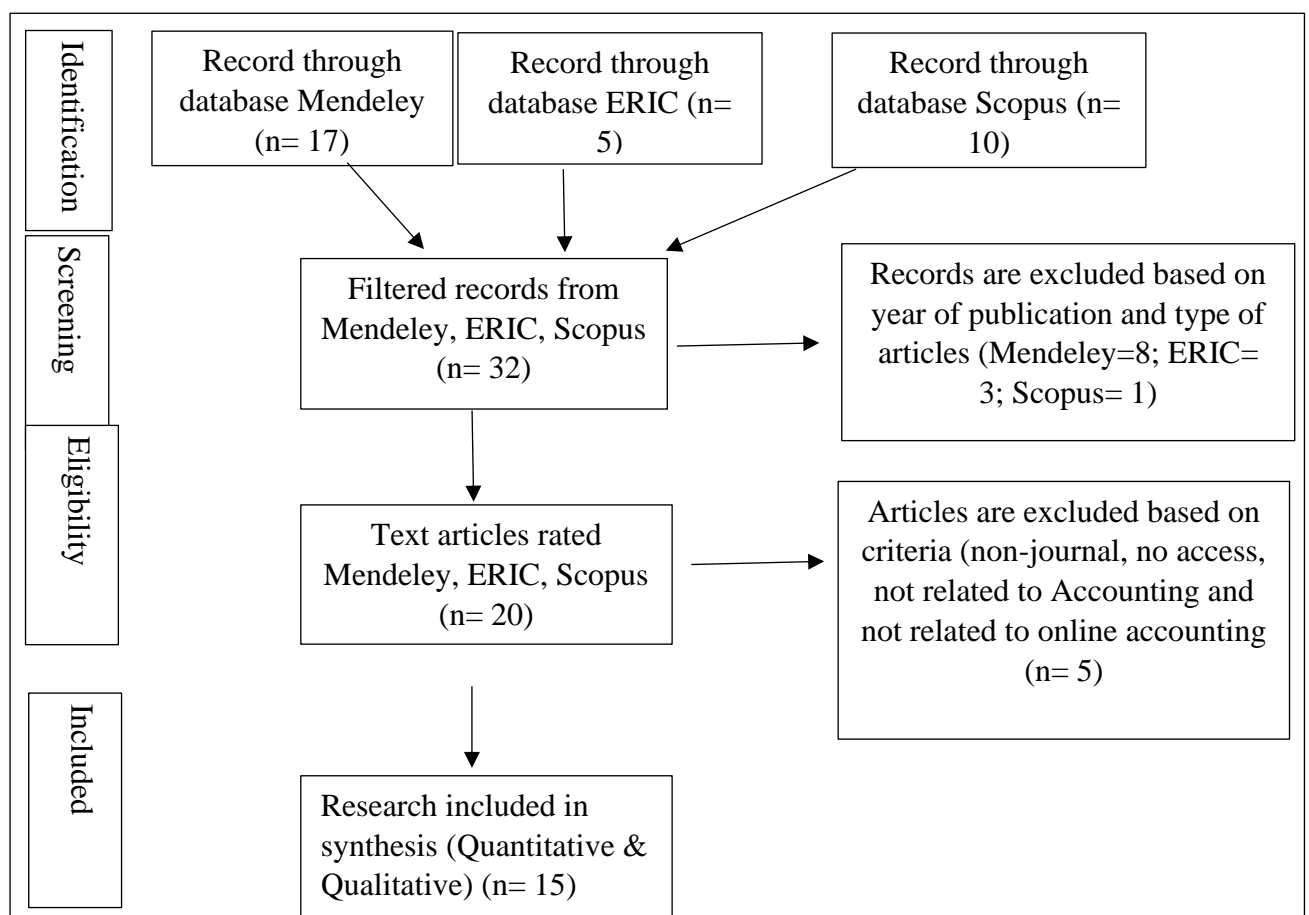 Identification
Record through
database Mendeley
(n= 17)
Record through
database ERIC (n=
5)
Record through
database Scopus (n=
10)
Screening
Filtered records from
Mendeley, ERIC, Scopus
(n= 32)
Records are excluded based on
year of publication and type of
articles (Mendeley=8; ERIC=
3; Scopus= 1)
Eligibility
Text articles rated
Mendeley, ERIC, Scopus
(n= 20)
Articles are excluded based on
criteria (non-journal, no access,
not related to Accounting and
not related to online accounting
(n= 5)
Included
Research included in
synthesis (Quantitative &
Qualitative) (n= 15)